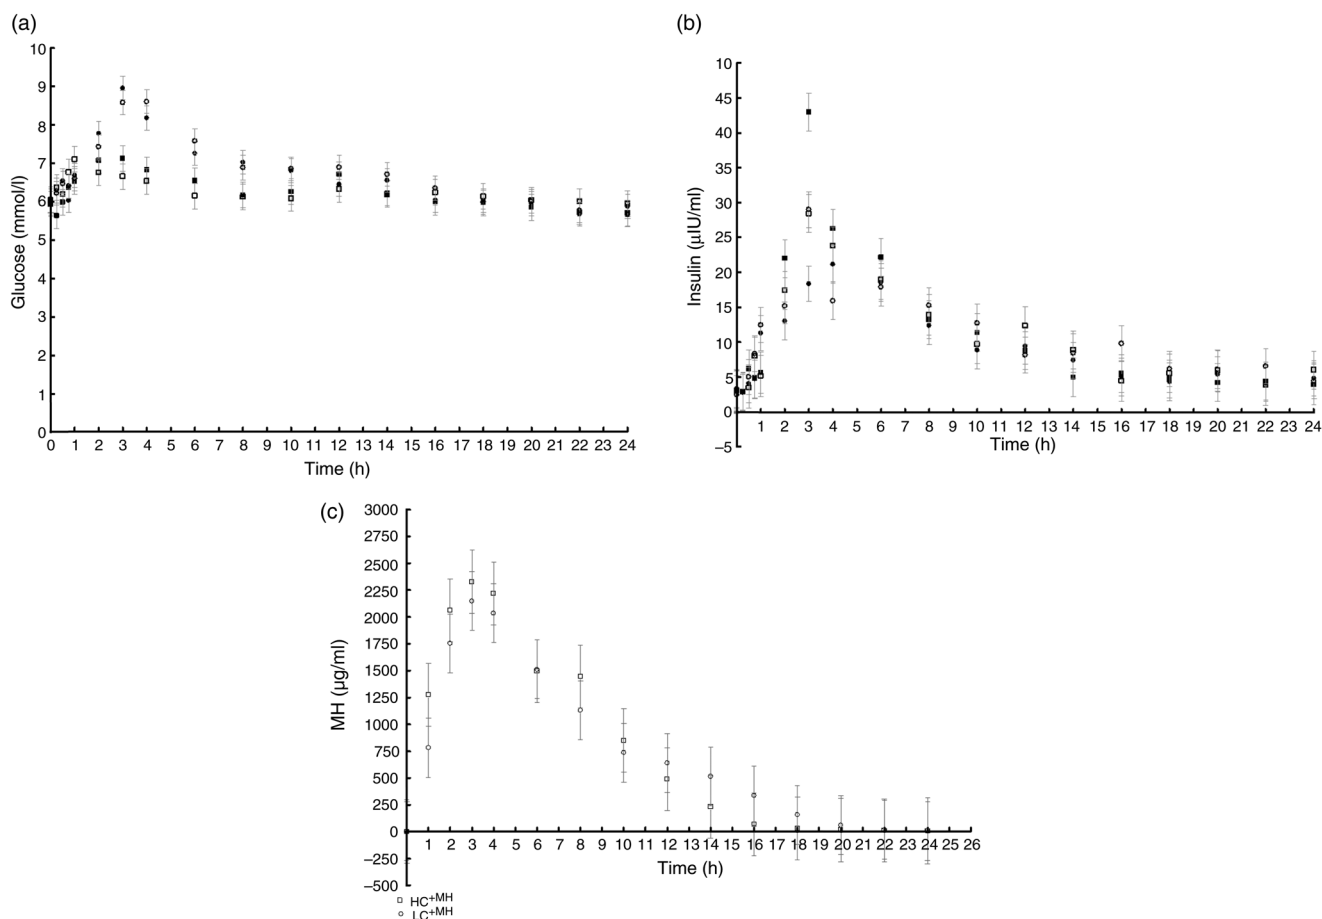 (a)
10
9
8
7
6
5
4
3
2
1
0
Glucose (mmol/l)
0 1 2 3 4 5 6 7 8 9 10 11 12 13 14 15 16 17 18 19 20 21 22 23 24
Time (h)
(b)
10
45
40
35
30
25
20
15
10
5
0
–5
Insulin (μIU/ml)
1 2 3 4 5 6 7 8 9 10 11 12 13 14 15 16 17 18 19 20 21 22 23 24
Time (h)
(c)
3000
2750
2500
2250
2000
1750
1500
1250
1000
750
500
250
0
–250
–500
MH (μg/ml)
1 2 3 4 5 6 7 8 9 10 11 12 13 14 15 16 17 18 19 20 21 22 23 24 25 26
Time (h)
HC+MH
LC+MH